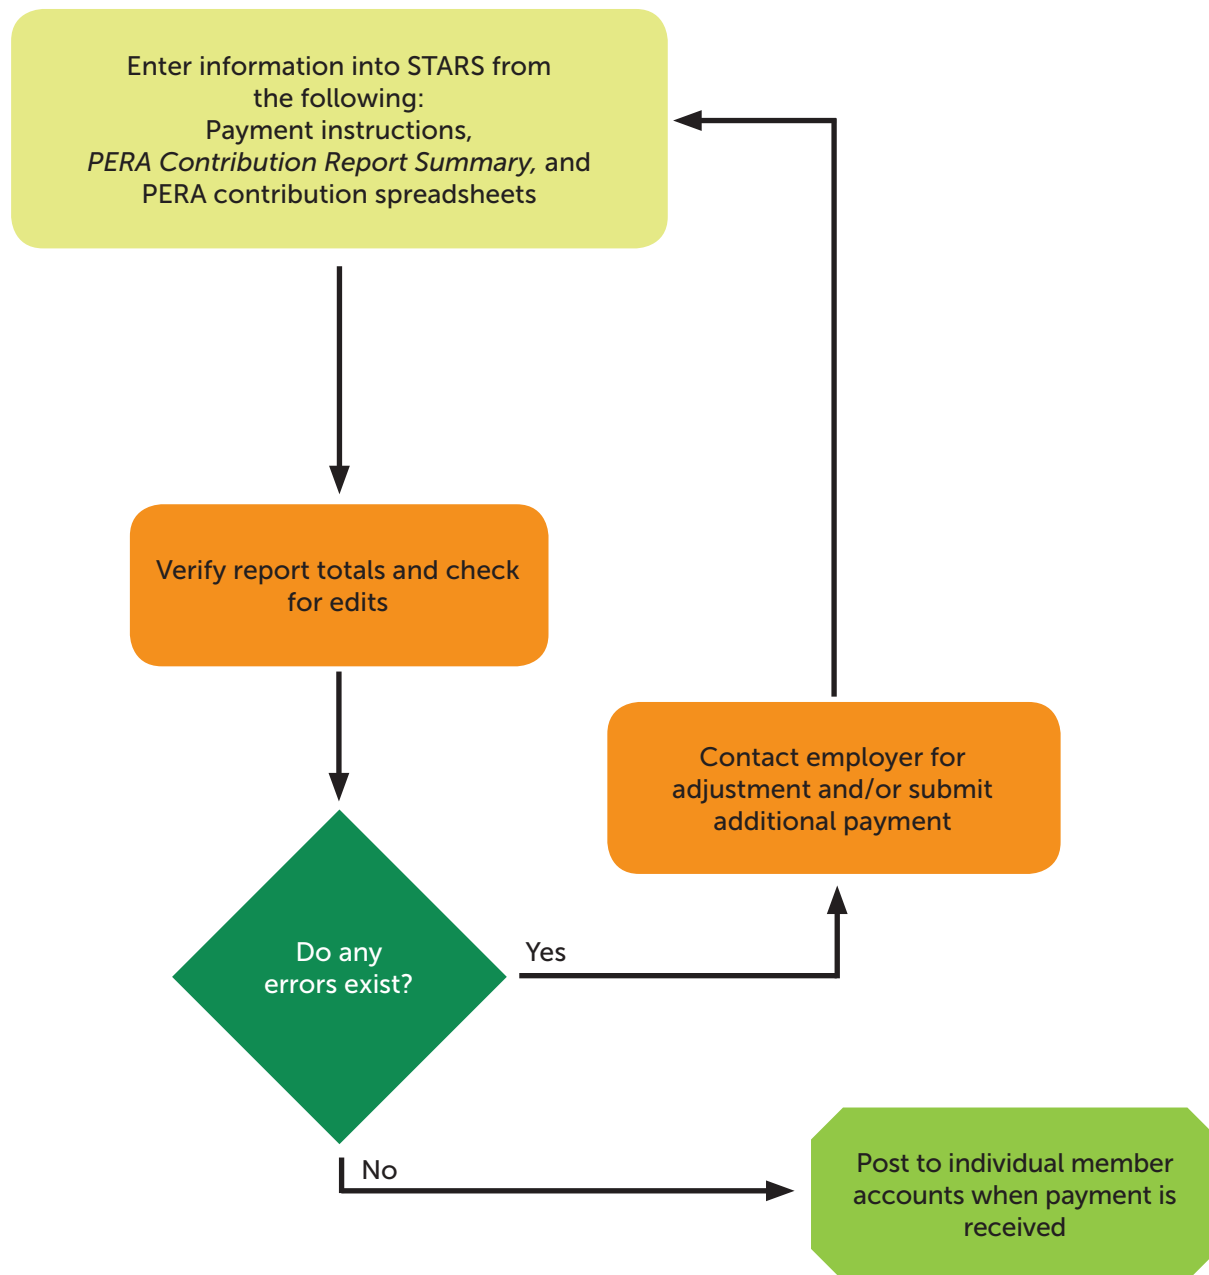 Enter information into STARS from
the following:
Payment instructions,
PERA Contribution Report Summary, and
PERA contribution spreadsheets
Verify report totals and check
for edits
Contact employer for
adjustment and/or submit
additional payment
Do any
errors exist?
Yes
No
Post to individual member
accounts when payment is
received